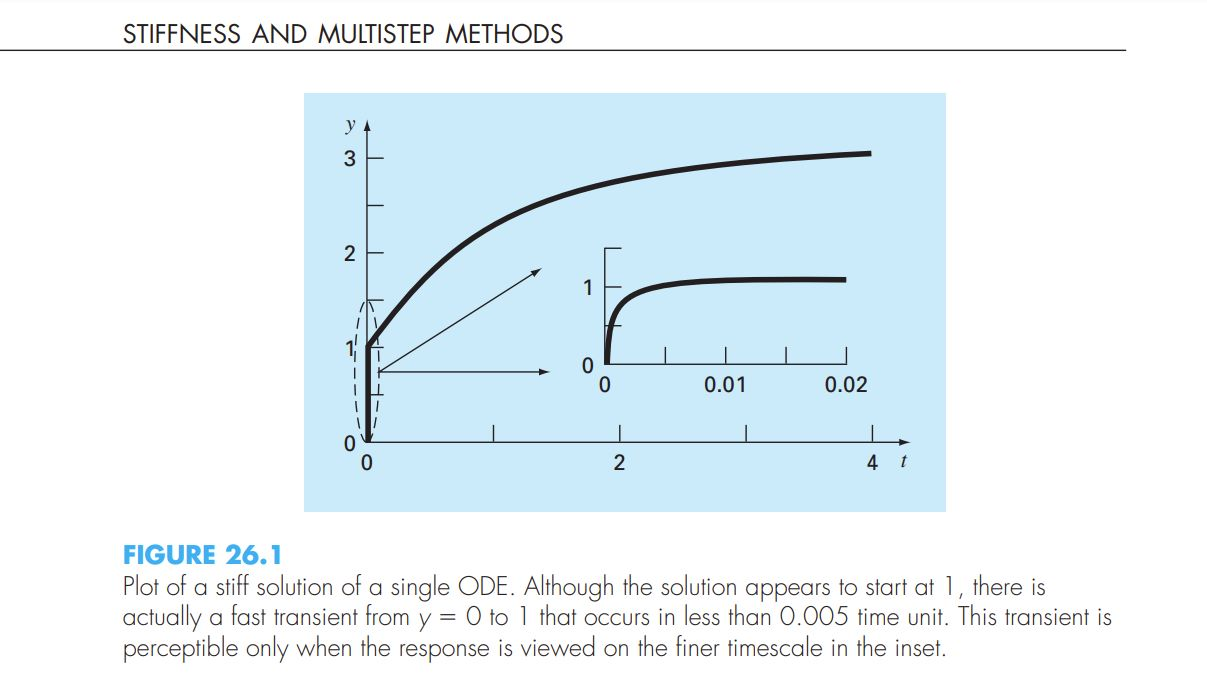 STIFFNESS AND MULTISTEP METHODS
y
3
2
1
0
0
2
4
t
1
0
0
0.01
0.02
FIGURE 26.1
Plot of a stiff solution of a single ODE. Although the solution appears to start at 1, there is
actually a fast transient from y = 0 to 1 that occurs in less than 0.005 time unit. This transient is
perceptible only when the response is viewed on the finer timescale in the inset.